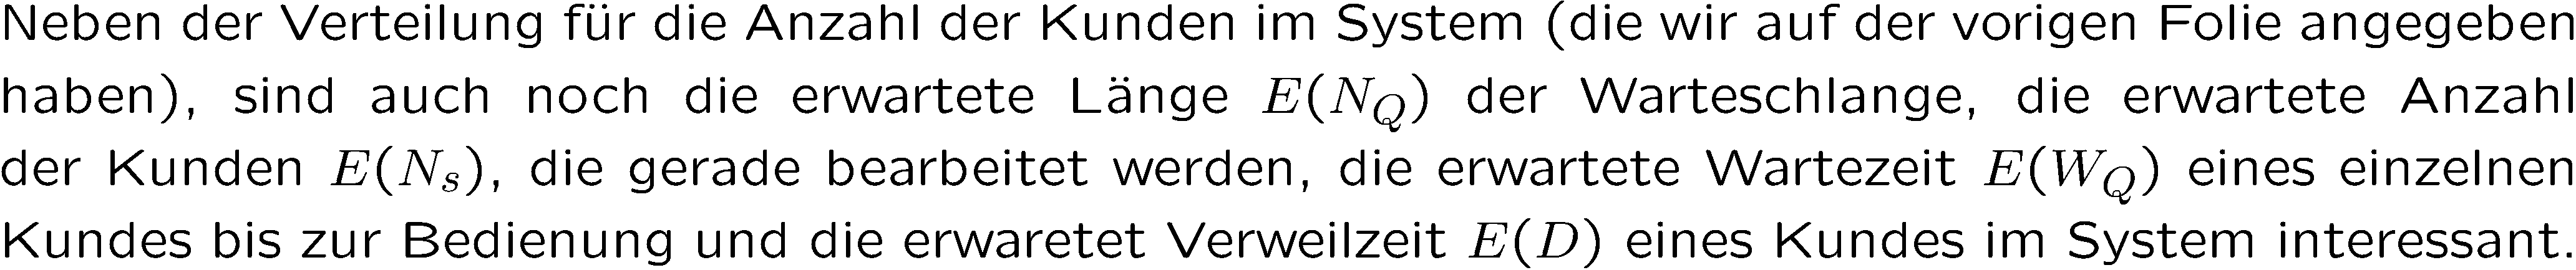 Neben der Verteilung für die Anzahl der Kunden im System (die wir auf der vorigen Folie angegeben
haben), sind auch noch die erwartete Länge E(N_Q) der Warteschlange, die erwartete Anzahl
der Kunden E(N_s), die gerade bearbeitet werden, die erwartete Wartezeit E(W_Q) eines einzelnen
Kundes bis zur Bedienung und die erwaretet Verweilzeit E(D) eines Kundes im System interessant.